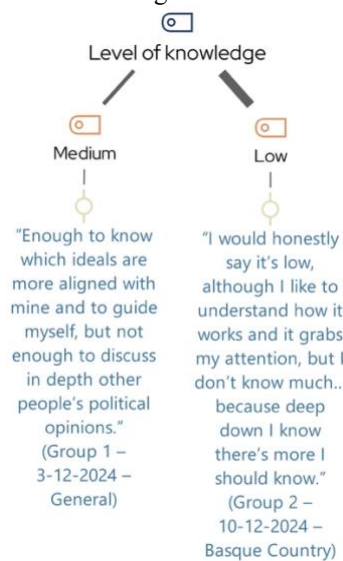 Level of knowledge
Medium
"Enough to know
which ideals are
more aligned with
mine and to guide
myself, but not
enough to discuss
in depth other
people's political
opinions."
(Group 1 –
3-12-2024 –
General)
Low
"I would honestly
say it's low,
although I like to
understand how it
works and it grabs
my attention, but I
don't know much..
because deep
down I know
there's more I
should know."
(Group 2 –
10-12-2024 –
Basque Country)